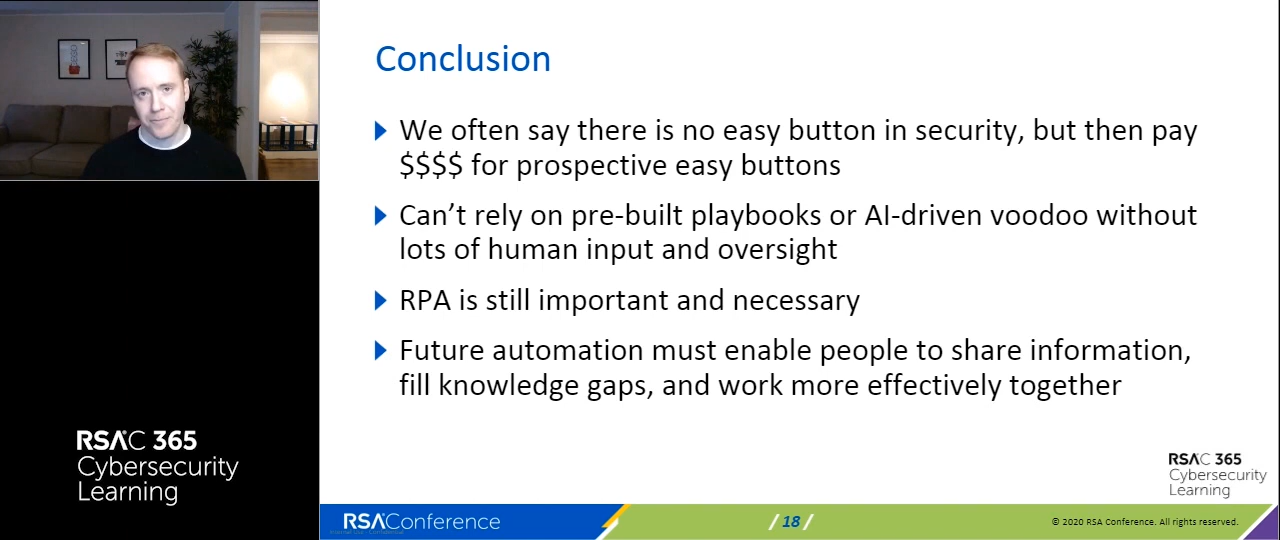 Conclusion
We often say there is no easy button in security, but then pay
$$$$ for prospective easy buttons
Can’t rely on pre-built playbooks or AI-driven voodoo without
lots of human input and oversight
RPA is still important and necessary
Future automation must enable people to share information,
fill knowledge gaps, and work more effectively together
RSAC 365
Cybersecurity
Learning
RSAC 365
Cybersecurity
Learning
RSAConference
/ 18 /
© 2020 RSA Conference. All rights reserved.